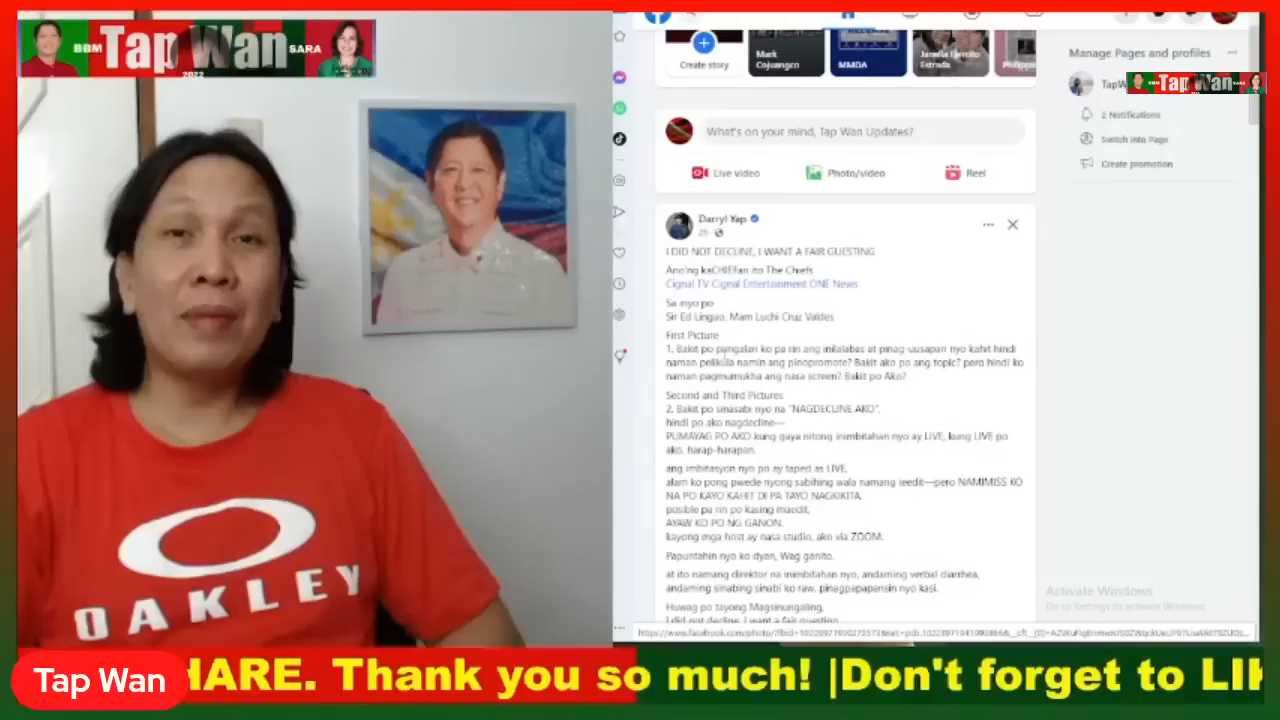 BBM Tap Wan SARA
2022
OAKLEY
Create story
Mark
Cojuangco
MMDA
Janella Ejercito
Estrada
What's on your mind, Tap Wan Updates?
Live video
Photo/video
Reel
Darryl Yap
2h
I DID NOT DECLINE, I WANT A FAIR GUESTING
Ano'ng kaCHIEfan ito The Chiefs
Cignal TV Cignal Entertainment ONE News
Sa inyo po
Sir Ed Lingao, Mam Luchi Cruz Valdes
First Picture
1. Bakit po pangalan ko pa rin ang inilalabas at pinag-uusapan nyo kahit hindi
naman pelikula namin ang pinopromote? Bakit ako po ang topic? pero hindi ko
naman pagmumukha ang nasa screen? Bakit po Ako?
Second and Third Pictures
2. Bakit po sinasabi nyo na "NAGDECLINE AKO",
hindi po ako nagdecline—
PUMAYAG PO AKO kung gaya nitong inimbitahan nyo ay LIVE, kung LIVE po
ako, harap-harapan.
ang imbitasyon nyo po ay taped as LIVE,
alam ko pong pwede nyong sabihing wala namang ieedit—pero NAMIMISS KO
NA PO KAYO KAHIT DI PA TAYO NAGKIKITA,
posible pa rin po kasing maedit,
AYAW KO PO NG GANON.
kayong mga host ay nasa studio, ako via ZOOM.
Papuntahin nyo ko dyan, Wag ganito.
at ito namang direktor na inimbitahan nyo, andaming verbal diarrhea,
andaming sinabing sinabi ko raw, pinagpapapansin nyo kasi.
Huwag po tayong Magsinungaling,
I did not decline, I want a fair guesting
Manage Pages and profiles
TapW
BBM Tap Wan SARA
2 Notifications
Switch into Page
Create promotion
Activate Windows
Go to Settings to activate Windows.
Tap Wan
HARE. Thank you so much! |Don't forget to LIK